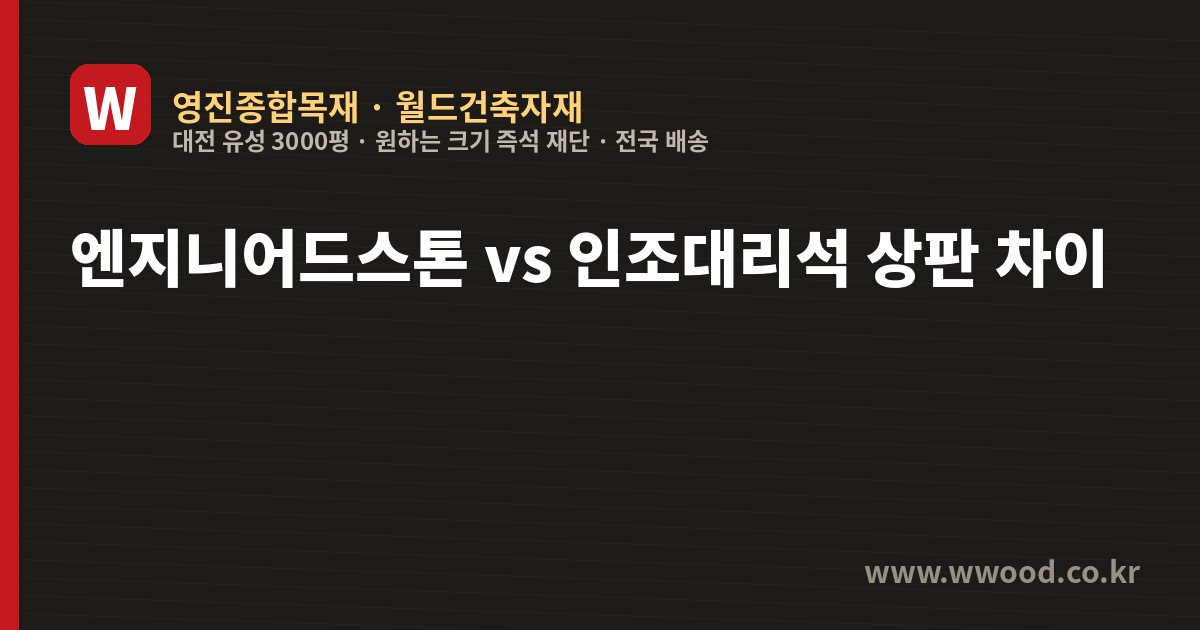 W
영진종합목재 · 월드건축자재
대전 유성 3000평 · 원하는 크기 즉석 재단 · 전국 배송
엔지니어드스톤 vs 인조대리석 상판 차이
www.wwood.co.kr